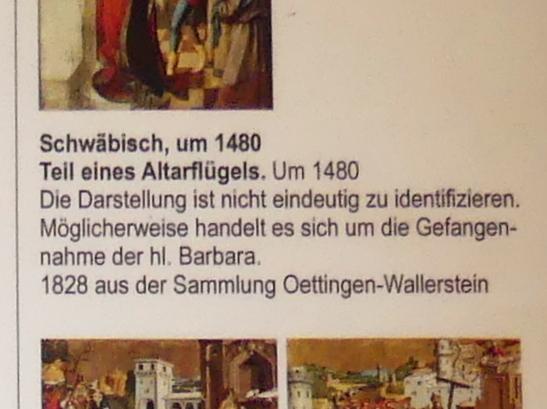 Schwäbisch, um 1480
Teil eines Altarflügels. Um 1480
Die Darstellung ist nicht eindeutig zu identifizieren.
Möglicherweise handelt es sich um die Gefangen-
nahme der hl. Barbara.
1828 aus der Sammlung Oettingen-Wallerstein